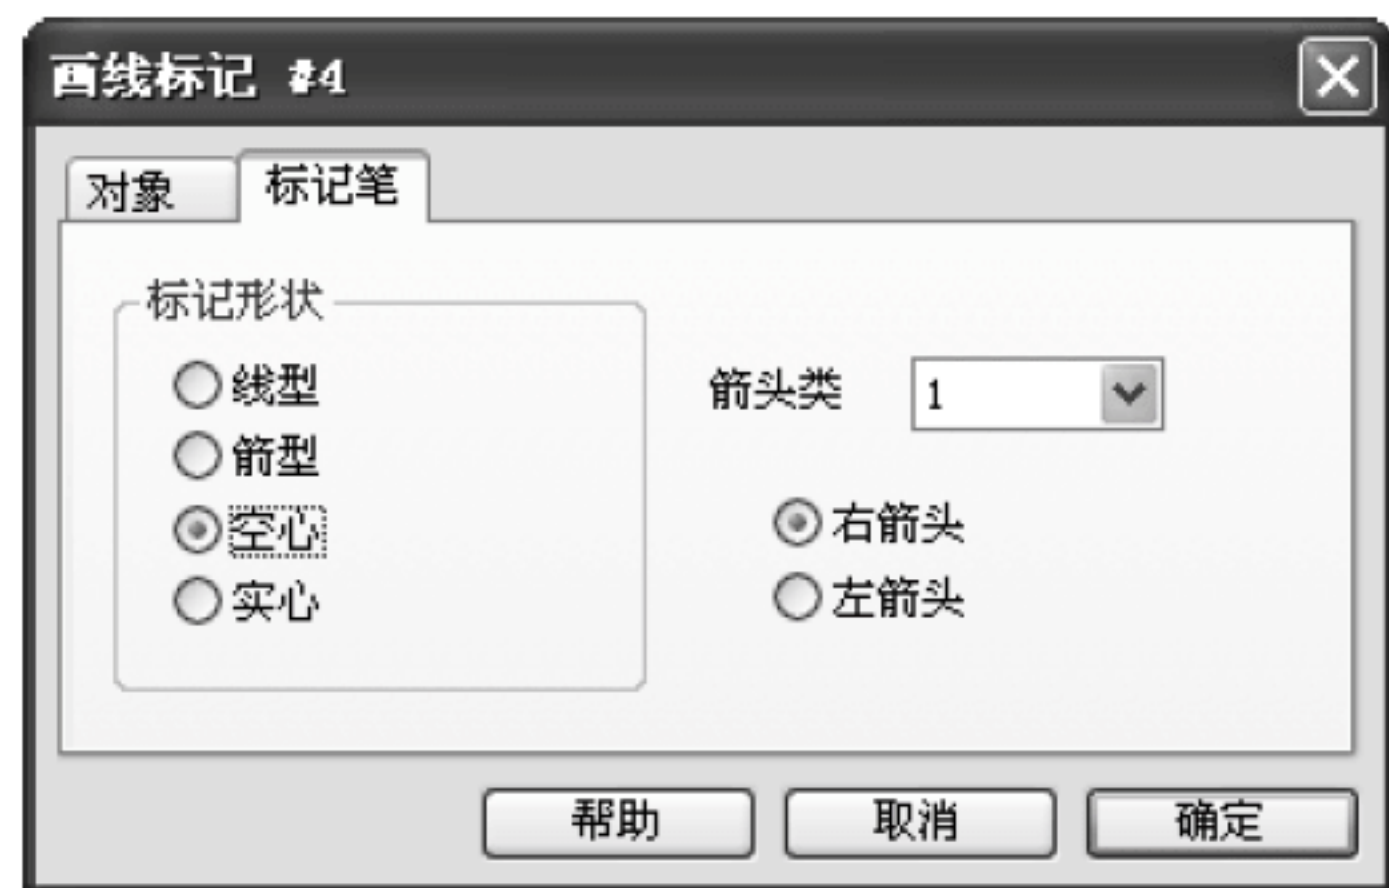 画线标记 #4
对象 标记笔
标记形状
线型
箭型
空心
实心
箭头类 1
右箭头
左箭头
帮助 取消 确定